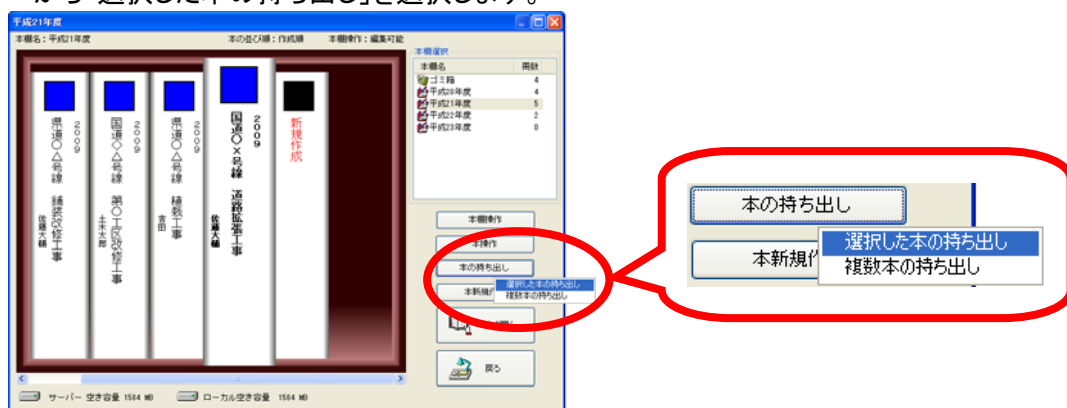 から「選択した本の持ち出し」を選択します。
平成21年度
本棚名：平成21年度
本の並び順：作成順
本棚操作：編集可能
2009
県道○△号線 舗装改修工事
佐藤大輔
2009
国道◇△号線 第○工区改修工事
土木太郎
2009
県道○△号線 植栽工事
吉田
2009
国道○×号線 道路拡張工事
佐藤大輔
新規作成
本棚選択
本棚名 冊数
ゴミ箱 4
平成20年度 4
平成21年度 5
平成22年度 2
平成23年度 0
本棚操作
本操作
本の持ち出し
選択した本の持ち出し
本新規作
複数本の持ち出し
戻る
サーバー 空き容量 1504 MB
ローカル空き容量 1504 MB
本の持ち出し
選択した本の持ち出し
本新規作
複数本の持ち出し